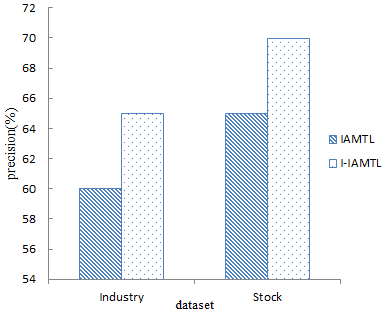 72
70
68
66
64
62
60
58
56
54
precision(%)
Industry
Stock
dataset
IAMTL
I-IAMTL